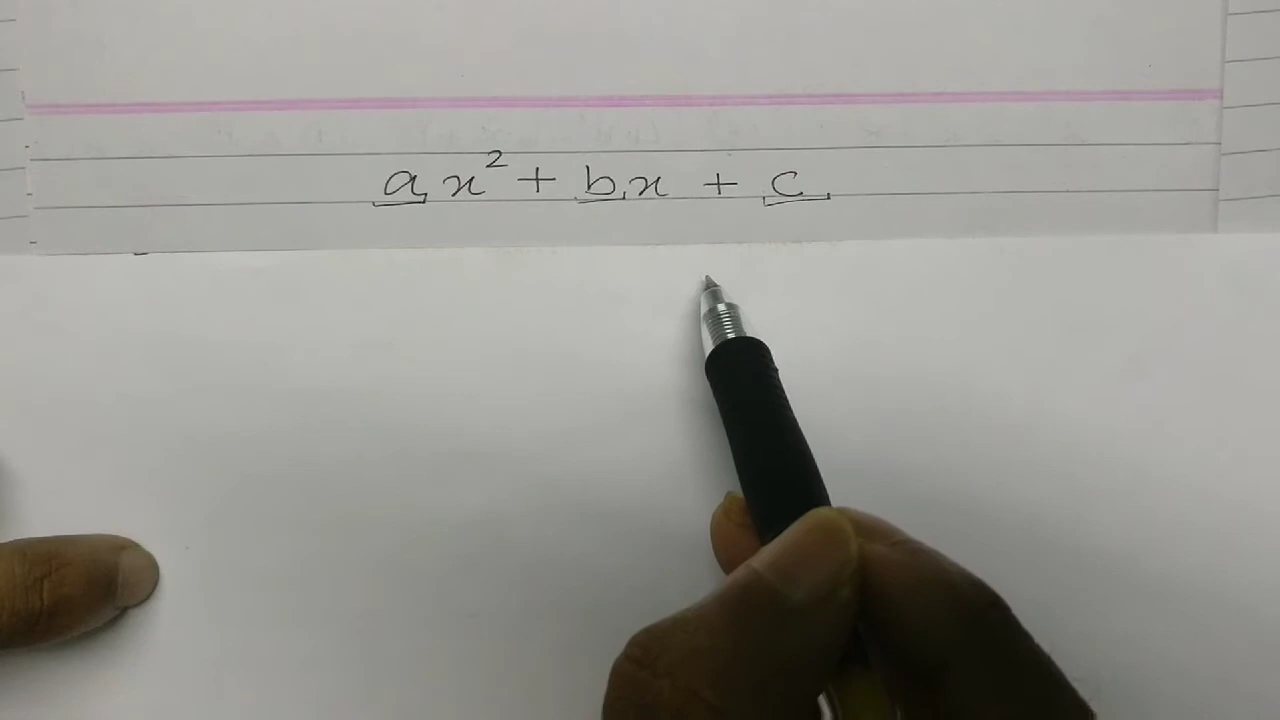 ax² + bx + c